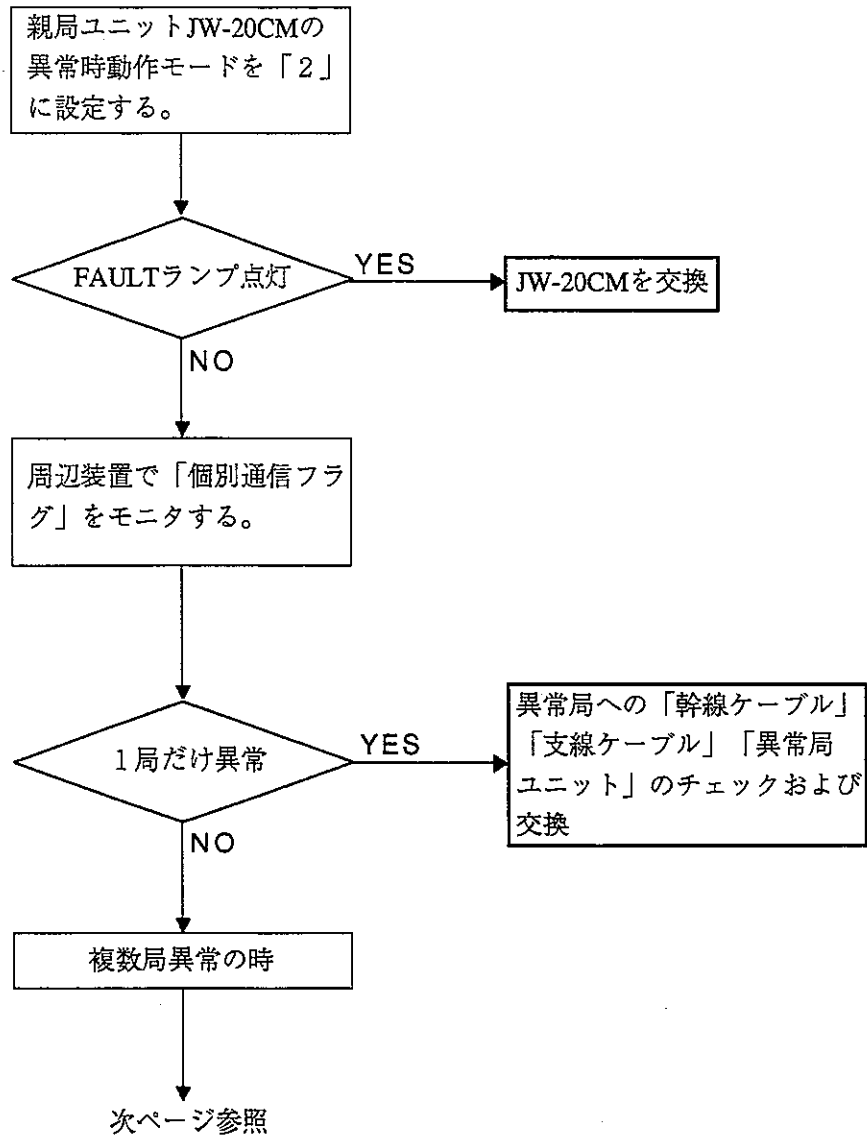 親局ユニットJW-20CMの
異常時動作モードを「2」
に設定する。
FAULTランプ点灯
YES
JW-20CMを交換
NO
周辺装置で「個別通信フラ
グ」をモニタする。
1局だけ異常
YES
異常局への「幹線ケーブル」
「支線ケーブル」「異常局
ユニット」のチェックおよび
交換
NO
複数局異常の時
次ページ参照